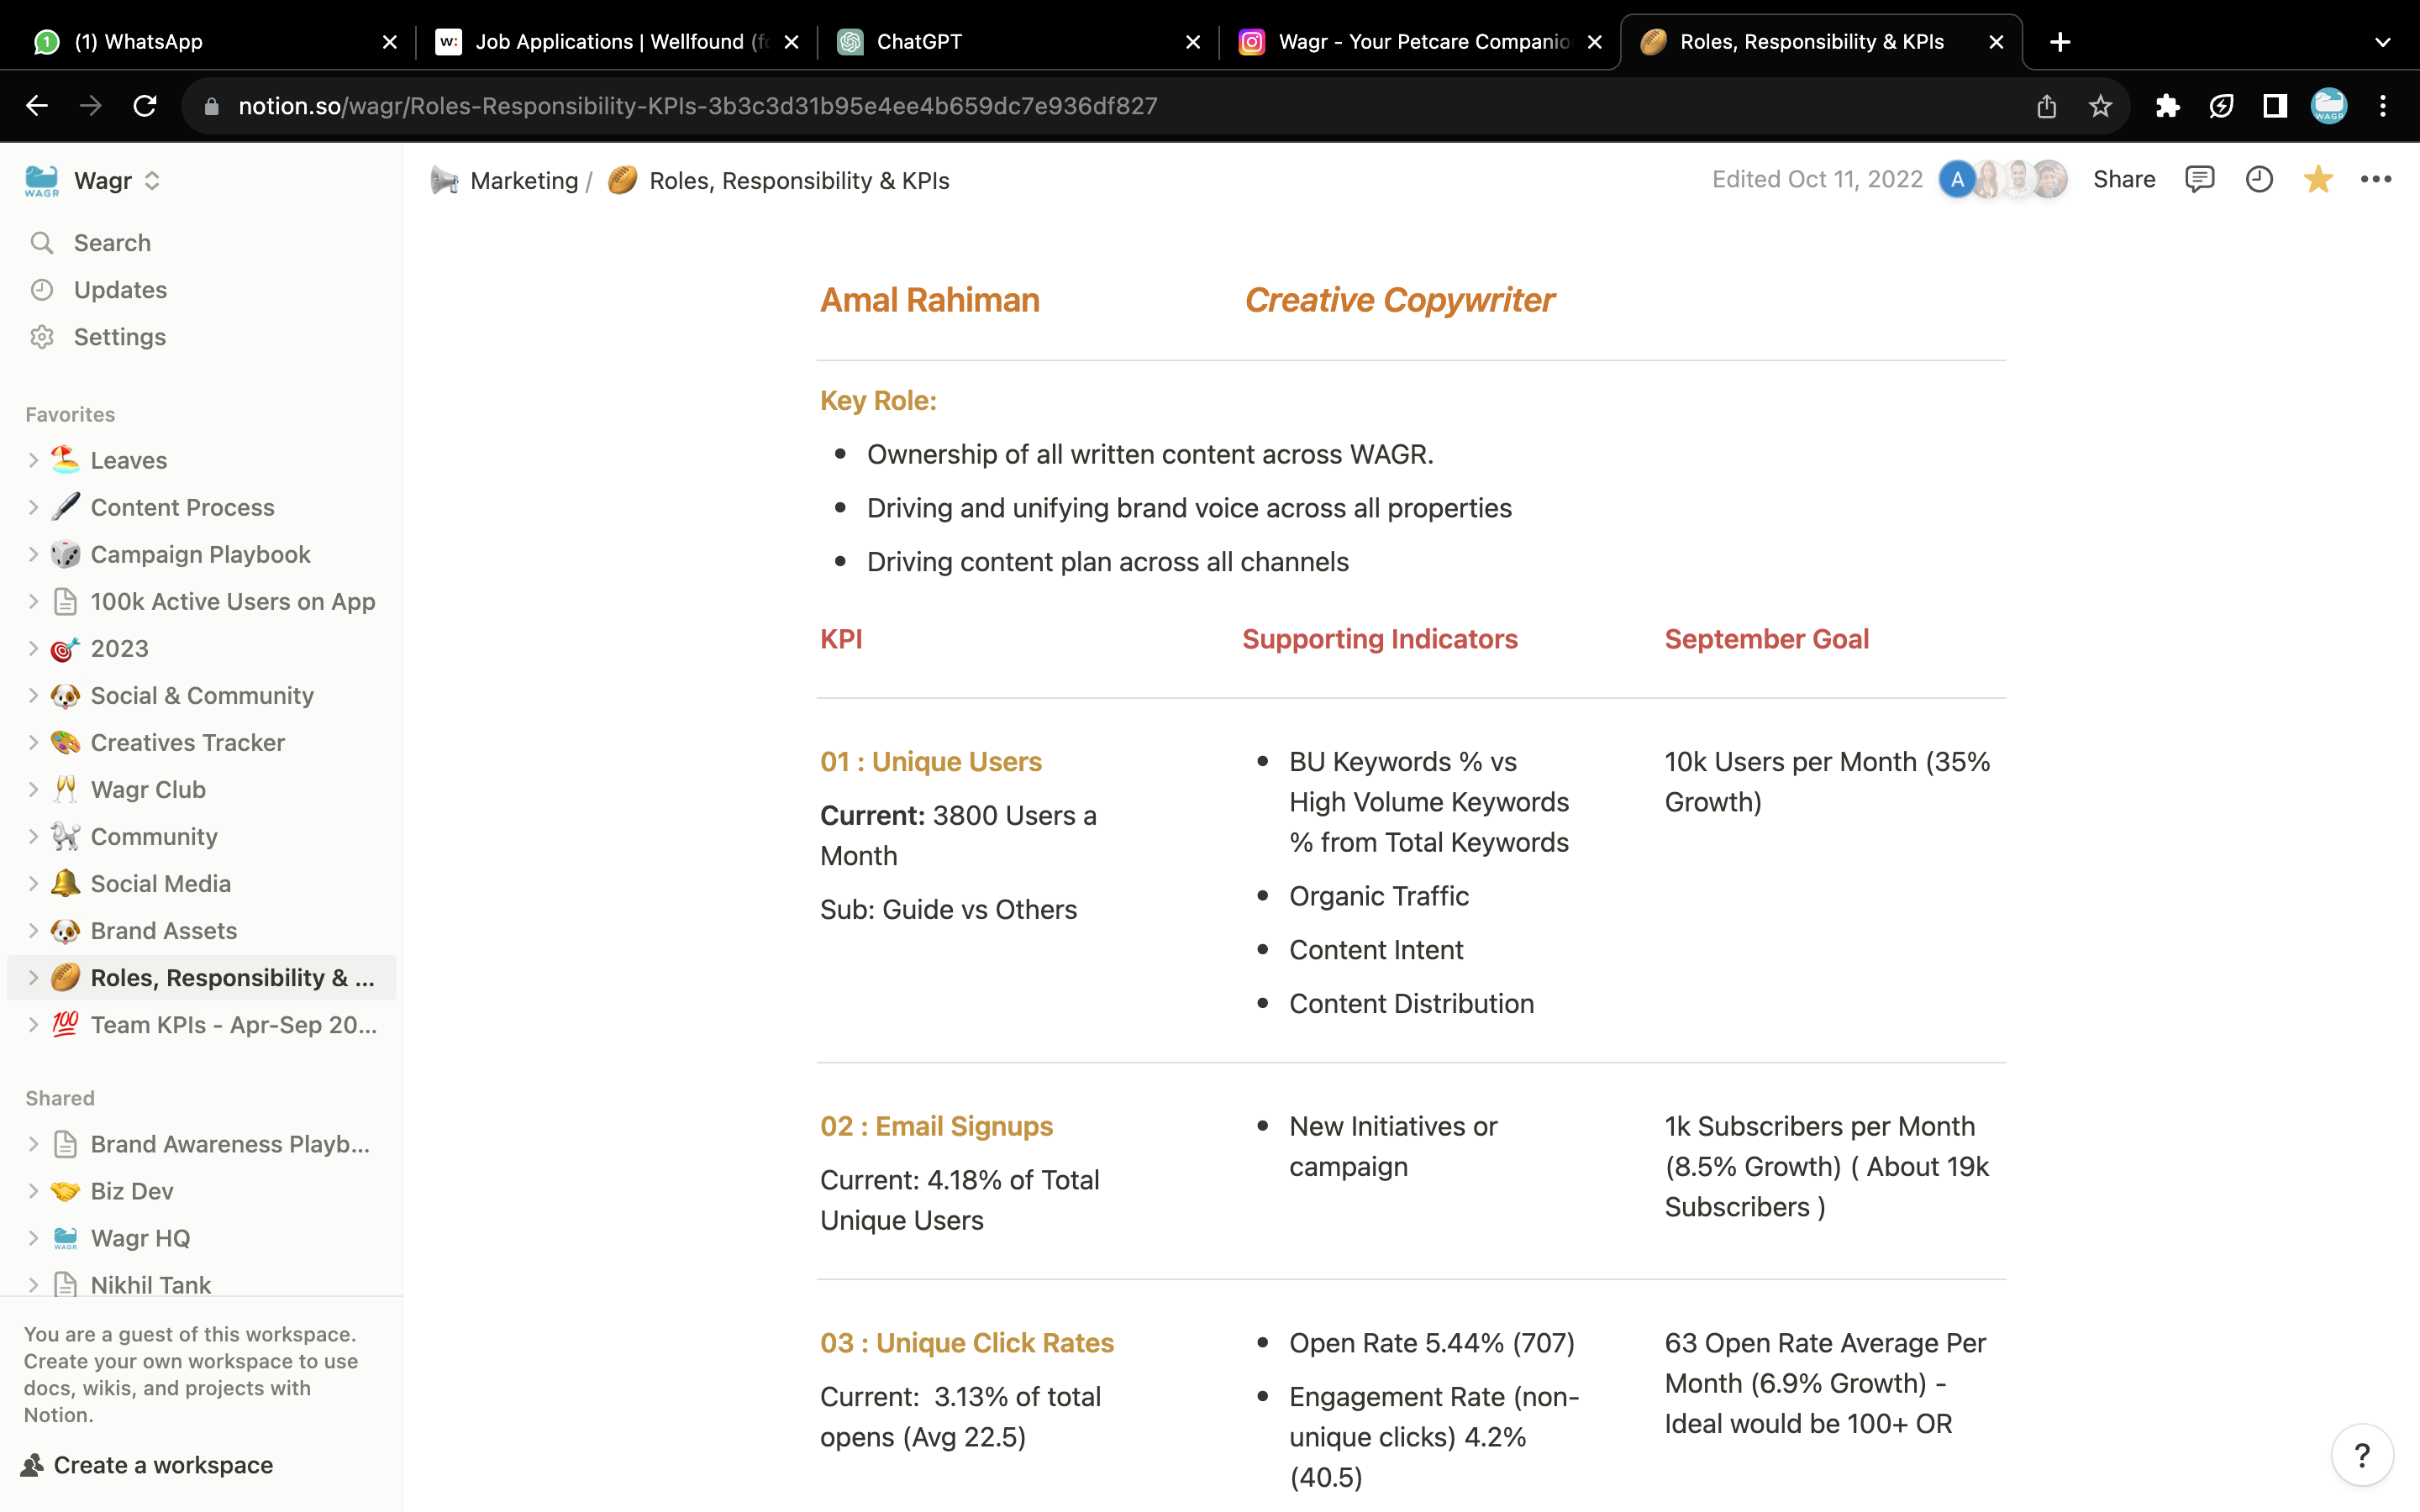 (1) WhatsApp
Job Applications | Wellfound (fo
ChatGPT
Wagr - Your Petcare Companio
Roles, Responsibility & KPIs
notion.so/wagr/Roles-Responsibility-KPIs-3b3c3d31b95e4ee4b659dc7e936df827
WAGR
WAGR
Wagr
Marketing / Roles, Responsibility & KPIs
Edited Oct 11, 2022
A
Share
Search
Updates
Settings
Favorites
Leaves
Content Process
Campaign Playbook
100k Active Users on App
2023
Social & Community
Creatives Tracker
Wagr Club
Community
Social Media
Brand Assets
Roles, Responsibility & ...
Team KPIs - Apr-Sep 20...
Shared
Brand Awareness Playb...
Biz Dev
Wagr HQ
Nikhil Tank
You are a guest of this workspace.
Create your own workspace to use
docs, wikis, and projects with
Notion.
Create a workspace
Amal Rahiman
Creative Copywriter
Key Role:
• Ownership of all written content across WAGR.
• Driving and unifying brand voice across all properties
• Driving content plan across all channels
KPI
Supporting Indicators
September Goal
01 : Unique Users
Current: 3800 Users a
Month
Sub: Guide vs Others
• BU Keywords % vs
High Volume Keywords
% from Total Keywords
• Organic Traffic
• Content Intent
• Content Distribution
10k Users per Month (35%
Growth)
02 : Email Signups
Current: 4.18% of Total
Unique Users
• New Initiatives or
campaign
1k Subscribers per Month
(8.5% Growth) ( About 19k
Subscribers )
03 : Unique Click Rates
Current:  3.13% of total
opens (Avg 22.5)
• Open Rate 5.44% (707)
• Engagement Rate (non-
unique clicks) 4.2%
(40.5)
63 Open Rate Average Per
Month (6.9% Growth) -
Ideal would be 100+ OR
?